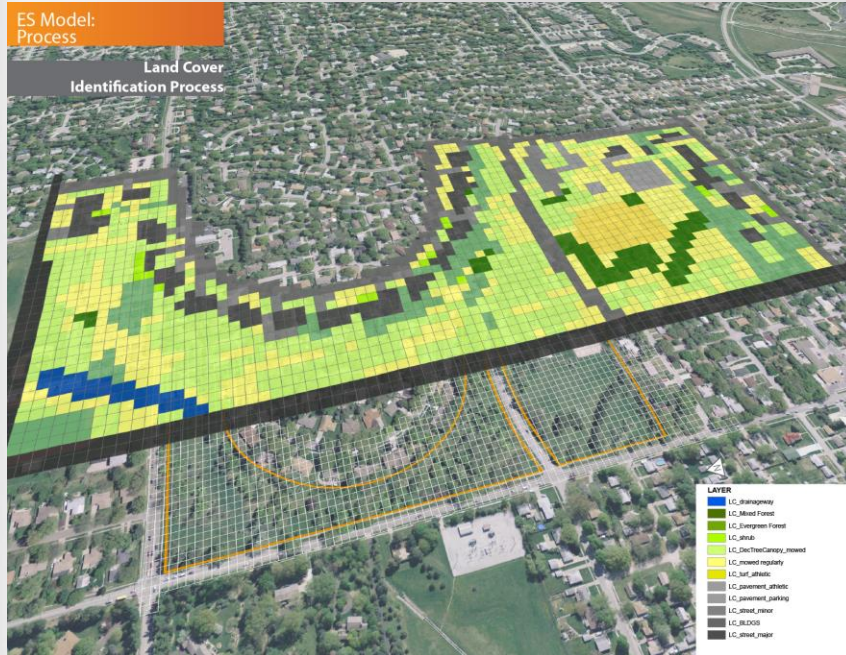 ES Model:
Process
Land Cover
Identification Process
N
LAYER
LC_drainageway
LC_Mixed Forest
LC_Evergreen Forest
LC_shrub
LC_DecTreeCanopy_mowed
LC_mowed regularly
LC_turf_athletic
LC_pavement_athletic
LC_pavement_parking
LC_street_minor
LC_BLDGS
LC_street_major